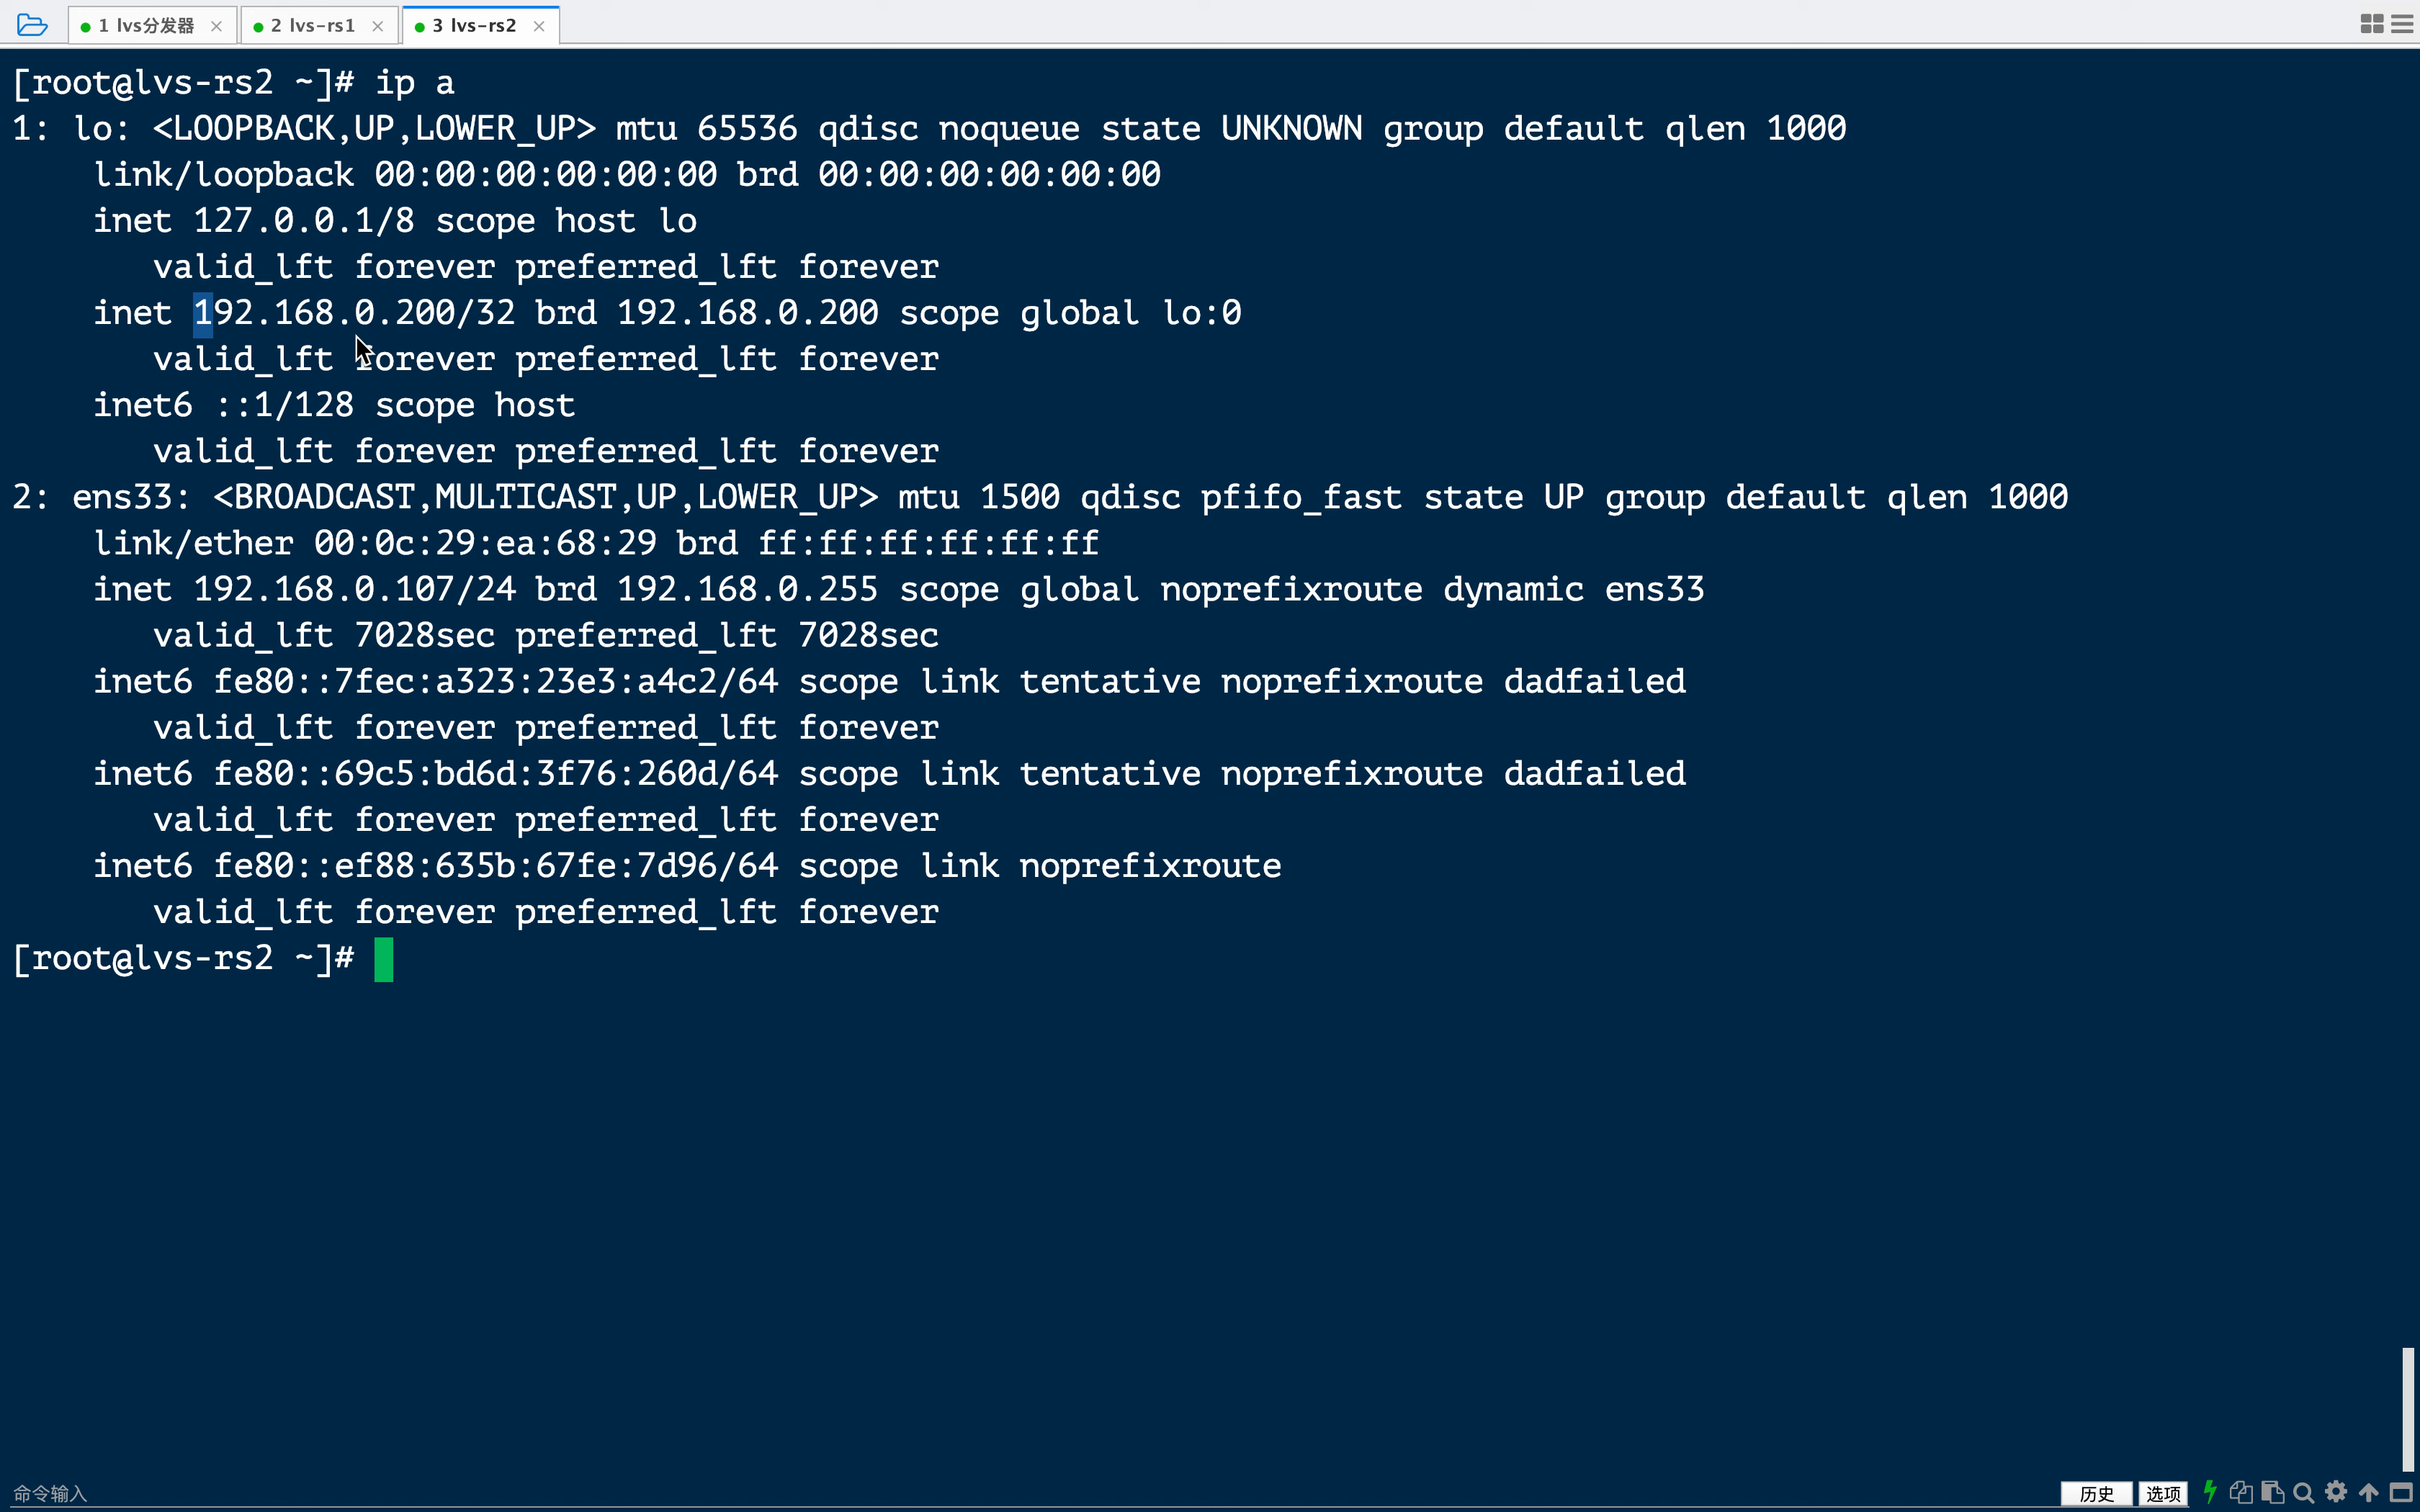 1 lvs分发器 2 lvs-rs1 3 lvs-rs2
[root@lvs-rs2 ~]# ip a
1: lo: <LOOPBACK,UP,LOWER_UP> mtu 65536 qdisc noqueue state UNKNOWN group default qlen 1000
link/loopback 00:00:00:00:00:00 brd 00:00:00:00:00:00
inet 127.0.0.1/8 scope host lo
valid_lft forever preferred_lft forever
inet 192.168.0.200/32 brd 192.168.0.200 scope global lo:0
valid_lft forever preferred_lft forever
inet6 ::1/128 scope host
valid_lft forever preferred_lft forever
2: ens33: <BROADCAST,MULTICAST,UP,LOWER_UP> mtu 1500 qdisc pfifo_fast state UP group default qlen 1000
link/ether 00:0c:29:ea:68:29 brd ff:ff:ff:ff:ff:ff
inet 192.168.0.107/24 brd 192.168.0.255 scope global noprefixroute dynamic ens33
valid_lft 7028sec preferred_lft 7028sec
inet6 fe80::7fec:a323:23e3:a4c2/64 scope link tentative noprefixroute dadfailed
valid_lft forever preferred_lft forever
inet6 fe80::69c5:bd6d:3f76:260d/64 scope link tentative noprefixroute dadfailed
valid_lft forever preferred_lft forever
inet6 fe80::ef88:635b:67fe:7d96/64 scope link noprefixroute
valid_lft forever preferred_lft forever
[root@lvs-rs2 ~]#
命令输入 历史 选项